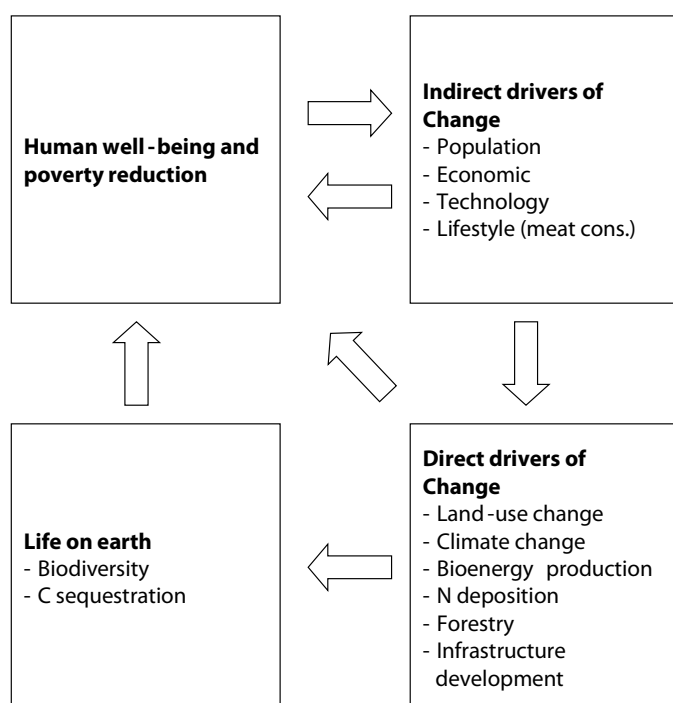 Human well-being and
poverty reduction
Indirect drivers of
Change
- Population
- Economic
- Technology
- Lifestyle (meat cons.)
Life on earth
- Biodiversity
- C sequestration
Direct drivers of
Change
- Land-use change
- Climate change
- Bioenergy production
- N deposition
- Forestry
- Infrastructure
development